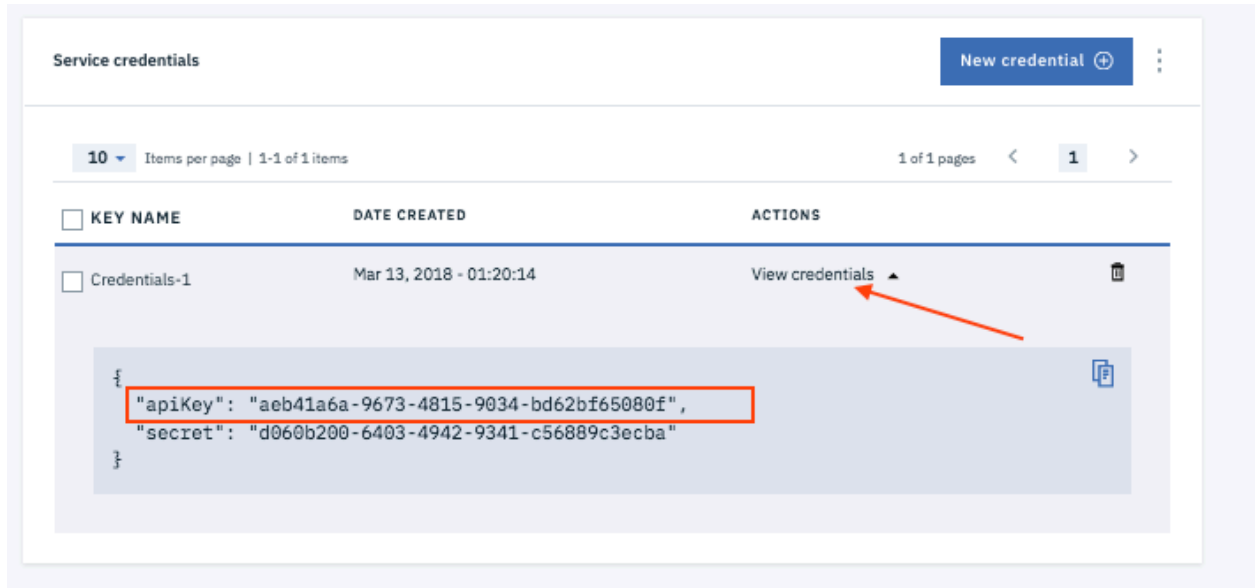 Service credentials
New credential
10 Items per page | 1-1 of 1 items
1 of 1 pages 1
KEY NAME DATE CREATED ACTIONS
Credentials-1 Mar 13, 2018 - 01:20:14 View credentials
{
"apiKey": "aeb41a6a-9673-4815-9034-bd62bf65080f",
"secret": "d060b200-6403-4942-9341-c56889c3ecba"
}